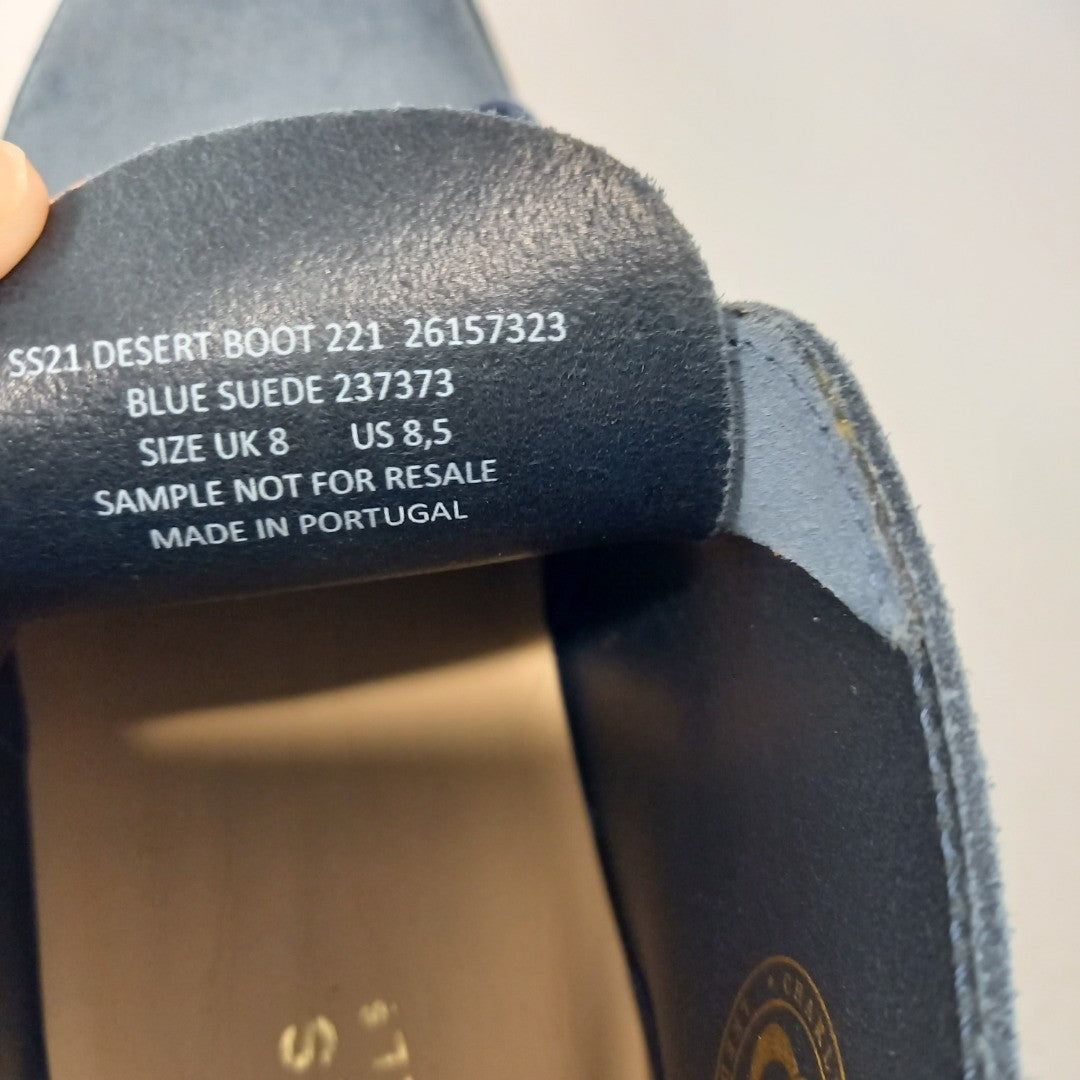 SS21 DESERT BOOT 221 26157323
BLUE SUEDE 237373
SIZE UK 8 US 8,5
SAMPLE NOT FOR RESALE
MADE IN PORTUGAL